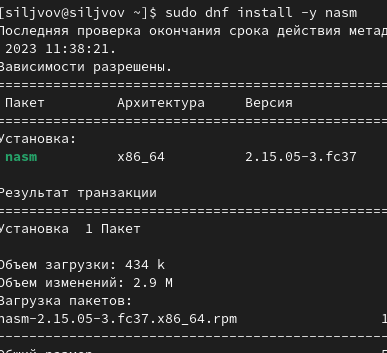 [siljvov@siljvov ~]$ sudo dnf install -y nasm
Последняя проверка окончания срока действия метад
2023 11:38:21.
Зависимости разрешены.
================================================
Пакет Архитектура Версия
================================================
Установка:
nasm x86_64 2.15.05-3.fc37
Результат транзакции
================================================
Установка 1 Пакет
Объем загрузки: 434 k
Объем изменений: 2.9 M
Загрузка пакетов:
nasm-2.15.05-3.fc37.x86_64.rpm 1
------------------------------------------------
Общий размер